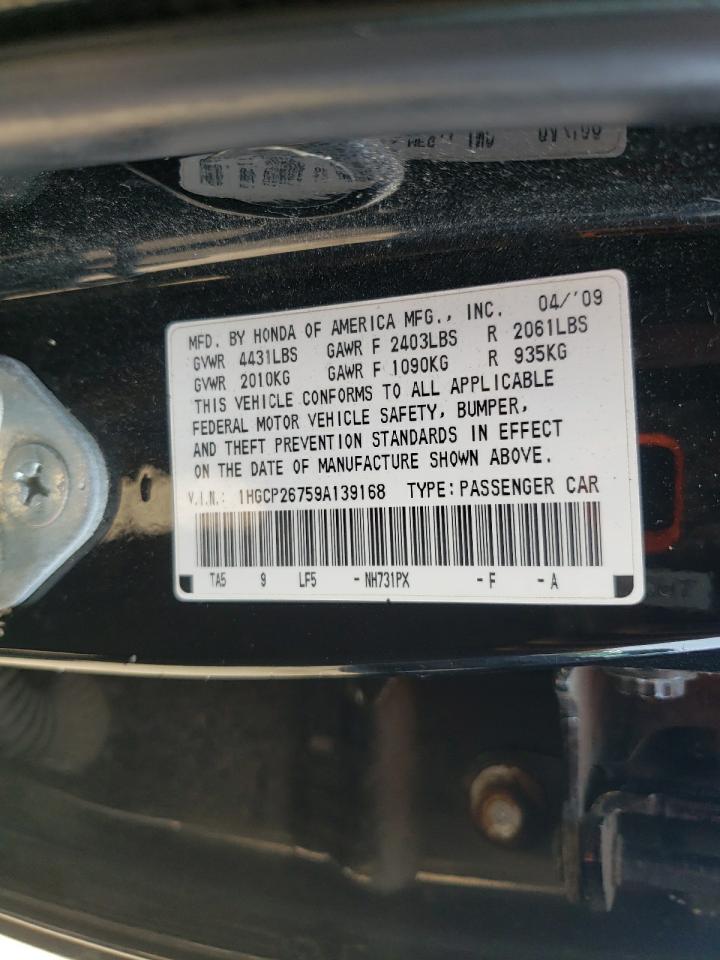 MFD. BY HONDA OF AMERICA MFG., INC. 04/'09
GVWR 4431LBS GAWR F 2403LBS R 2061LBS
GVWR 2010KG GAWR F 1090KG R 935KG
THIS VEHICLE CONFORMS TO ALL APPLICABLE
FEDERAL MOTOR VEHICLE SAFETY, BUMPER,
AND THEFT PREVENTION STANDARDS IN EFFECT
ON THE DATE OF MANUFACTURE SHOWN ABOVE.
V.I.N.: 1HGCP26759A139168 TYPE:PASSENGER CAR
TA5 9 LF5 -NH731PX -F -A